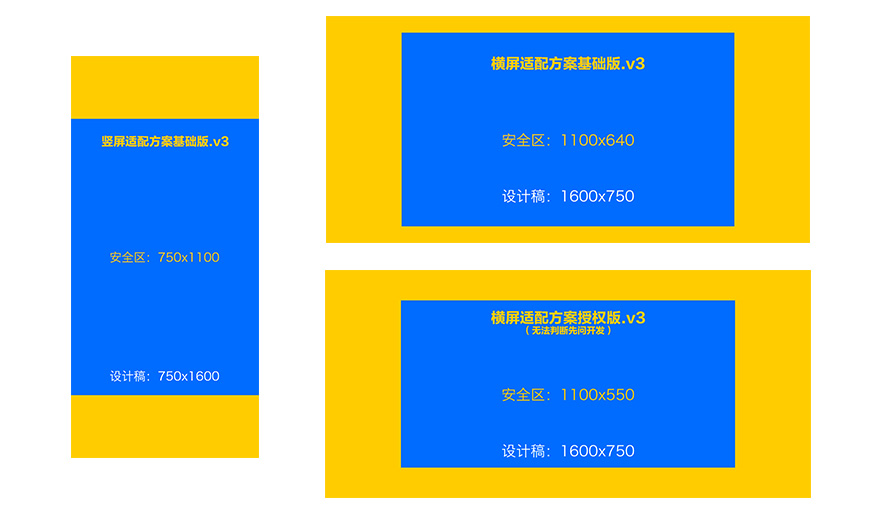 竖屏适配方案基础版.v3
安全区：750x1100
设计稿：750x1600
横屏适配方案基础版.v3
安全区：1100x640
设计稿：1600x750
横屏适配方案授权版.v3
（无法判断先问开发）
安全区：1100x550
设计稿：1600x750